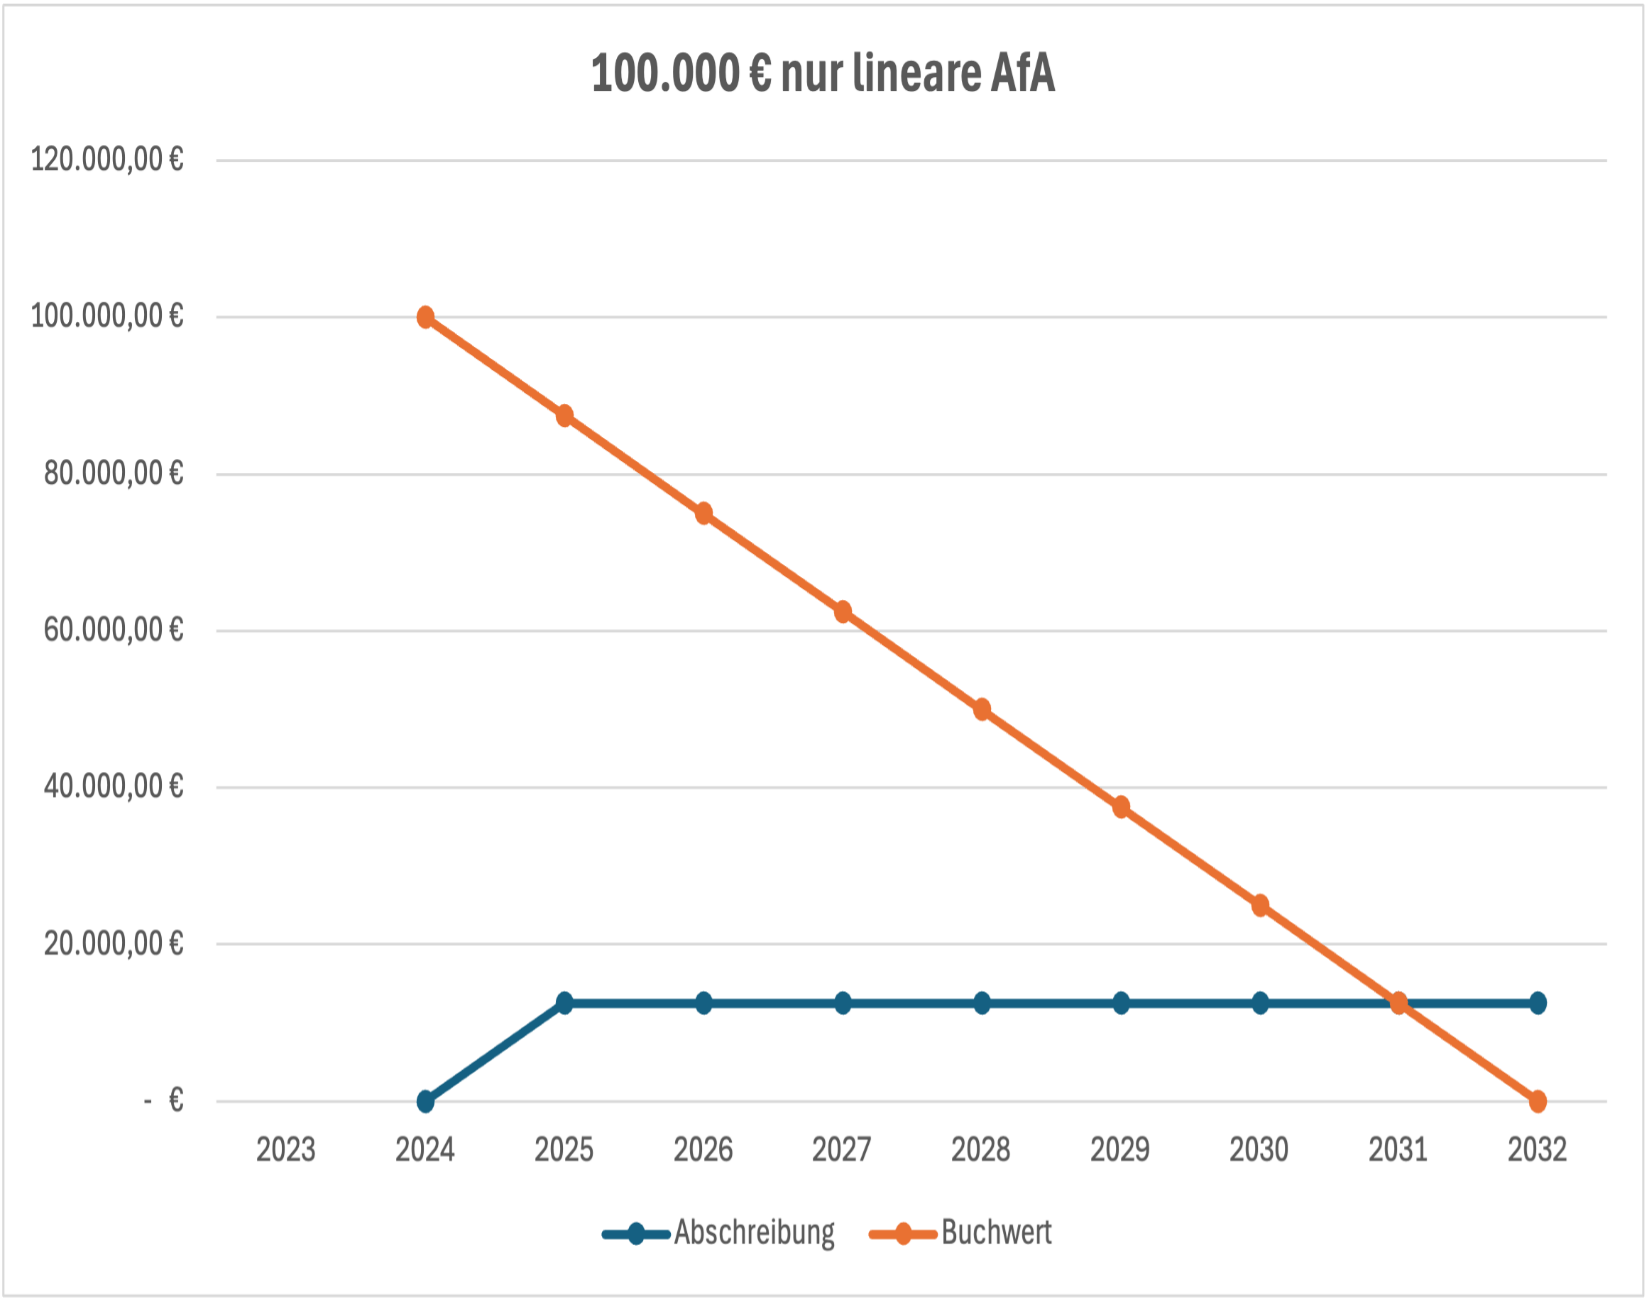 100.000 € nur lineare AfA
120.000,00 €
100.000,00 €
80.000,00 €
60.000,00 €
40.000,00 €
20.000,00 €
- €
2023 2024 2025 2026 2027 2028 2029 2030 2031 2032
Abschreibung Buchwert